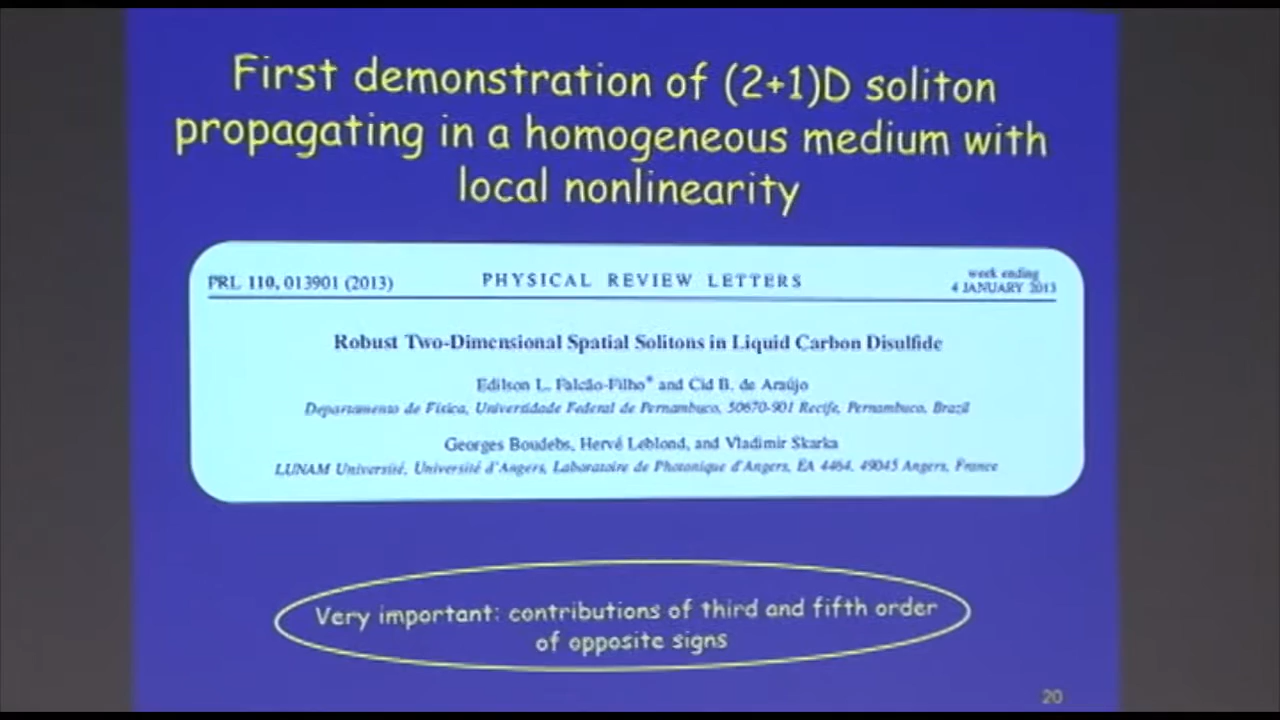 First demonstration of (2+1)D soliton
propagating in a homogeneous medium with
local nonlinearity
PRL 110, 013901 (2013)
PHYSICAL REVIEW LETTERS
week ending
4 JANUARY 2013
Robust Two-Dimensional Spatial Solitons in Liquid Carbon Disulfide
Edilson L. Falcão-Filho* and Cid B. de Araújo
Departamento de Física, Universidade Federal de Pernambuco, 50670-901 Recife, Pernambuco, Brazil
Georges Boudebs, Hervé Leblond, and Vladimir Skarka
LUNAM Université, Université d'Angers, Laboratoire de Photonique d'Angers, EA 4464, 49045 Angers, France
Very important: contributions of third and fifth order
of opposite signs
20